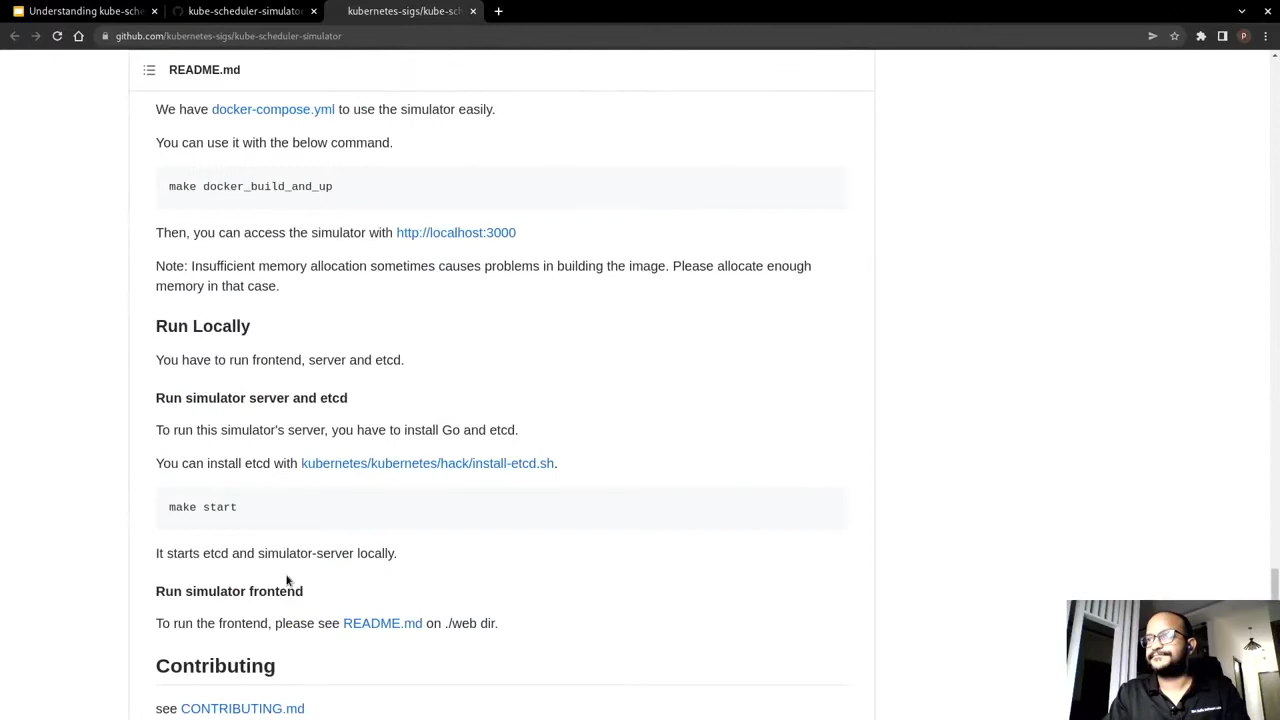 Understanding kube-sche
kube-scheduler-simulator
kubernetes-sigs/kube-sch
github.com/kubernetes-sigs/kube-scheduler-simulator
p
README.md
We have docker-compose.yml to use the simulator easily.
You can use it with the below command.
make docker_build_and_up
Then, you can access the simulator with http://localhost:3000
Note: Insufficient memory allocation sometimes causes problems in building the image. Please allocate enough
memory in that case.
Run Locally
You have to run frontend, server and etcd.
Run simulator server and etcd
To run this simulator's server, you have to install Go and etcd.
You can install etcd with kubernetes/kubernetes/hack/install-etcd.sh.
make start
It starts etcd and simulator-server locally.
Run simulator frontend
To run the frontend, please see README.md on ./web dir.
Contributing
see CONTRIBUTING.md